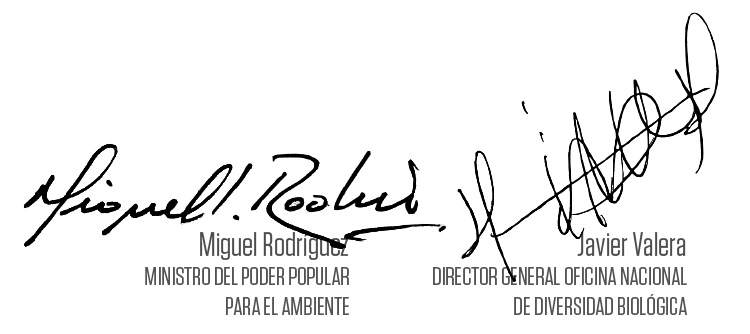 Miguel Rodríguez
MINISTRO DEL PODER POPULAR
PARA EL AMBIENTE
Javier Valera
DIRECTOR GENERAL OFICINA NACIONAL
DE DIVERSIDAD BIOLÓGICA